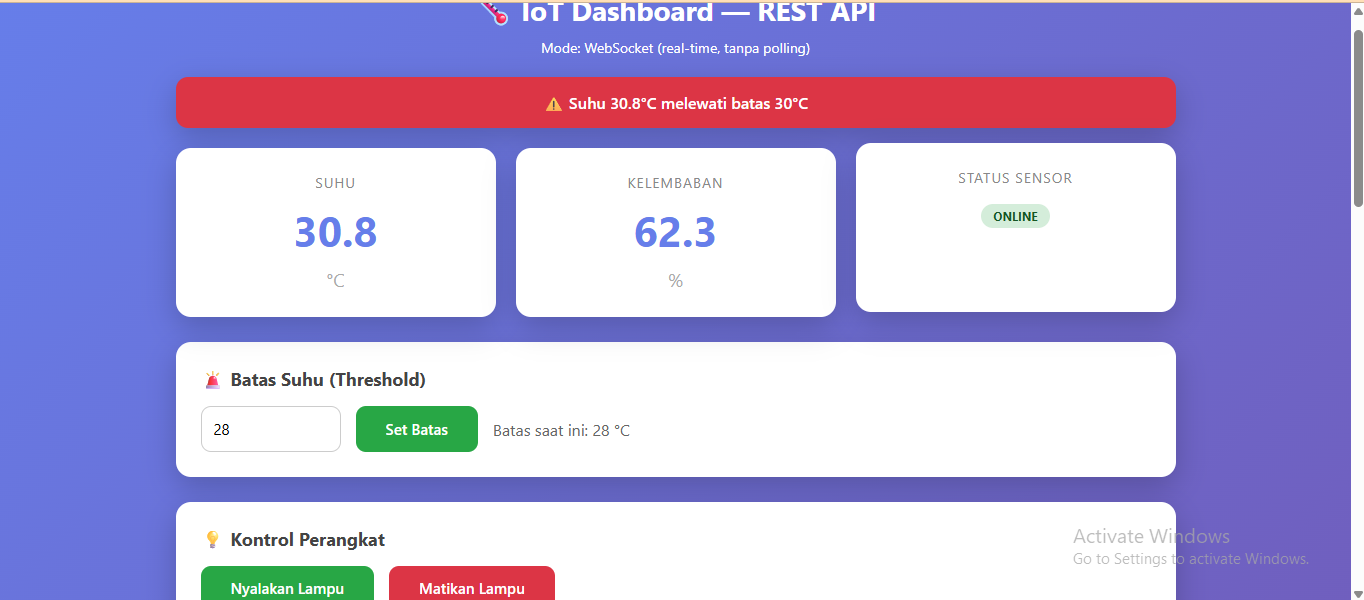 IoT Dashboard — REST API
Mode: WebSocket (real-time, tanpa polling)
⚠️ Suhu 30.8°C melewati batas 30°C
SUHU
30.8
°C
KELEMBABAN
62.3
%
STATUS SENSOR
ONLINE
Batas Suhu (Threshold)
28
Set Batas
Batas saat ini: 28 °C
Kontrol Perangkat
Nyalakan Lampu
Matikan Lampu
Activate Windows
Go to Settings to activate Windows.